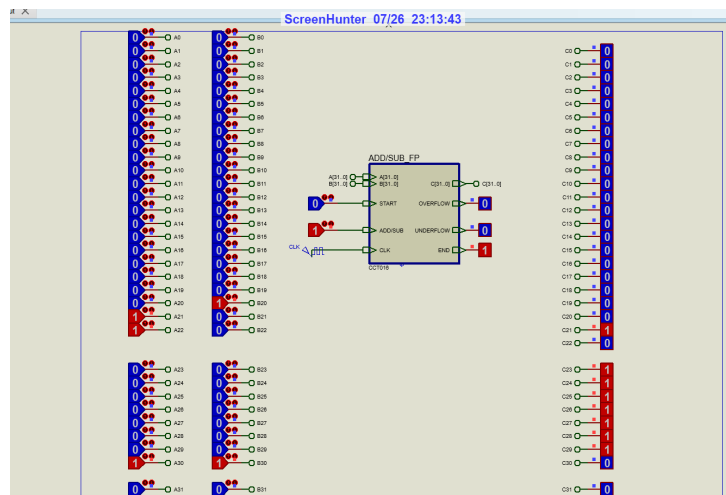 ScreenHunter 07/26 23:13:43
0 A0 0 B0
0 A1 0 B1 C0 0
0 A2 0 B2 C1 0
0 A3 0 B3 C2 0
0 A4 0 B4 C3 0
0 A5 0 B5 C4 0
0 A6 0 B6 C5 0
0 A7 0 B7 C6 0
0 A8 0 B8 C7 0
0 A9 0 B9 C8 0
0 A10 0 B10 C9 0
0 A11 0 B11 C10 0
0 A12 0 B12 C11 0
0 A13 0 B13 C12 0
0 A14 0 B14 C13 0
0 A15 0 B15 C14 0
0 A16 0 B16 C15 0
0 A17 0 B17 C16 0
0 A18 0 B18 C17 0
0 A19 0 B19 C18 0
0 A20 1 B20 C19 0
1 A21 0 B21 C20 0
1 A22 0 B22 C21 1
C22 0
0 A23 0 B23 C23 1
0 A24 0 B24 C24 1
0 A25 0 B25 C25 1
0 A26 0 B26 C26 1
0 A27 0 B27 C27 1
0 A28 0 B28 C28 1
0 A29 0 B29 C29 1
1 A30 1 B30 C30 0
0 A31 0 B31 C31 0
ADD/SUB_FP
A[31..0] A[31..0]
B[31..0] B[31..0] C[31..0] C[31..0]
0 START OVERFLOW 0
1 ADD/SUB UNDERFLOW 0
CLK CLK END 1
CCT016